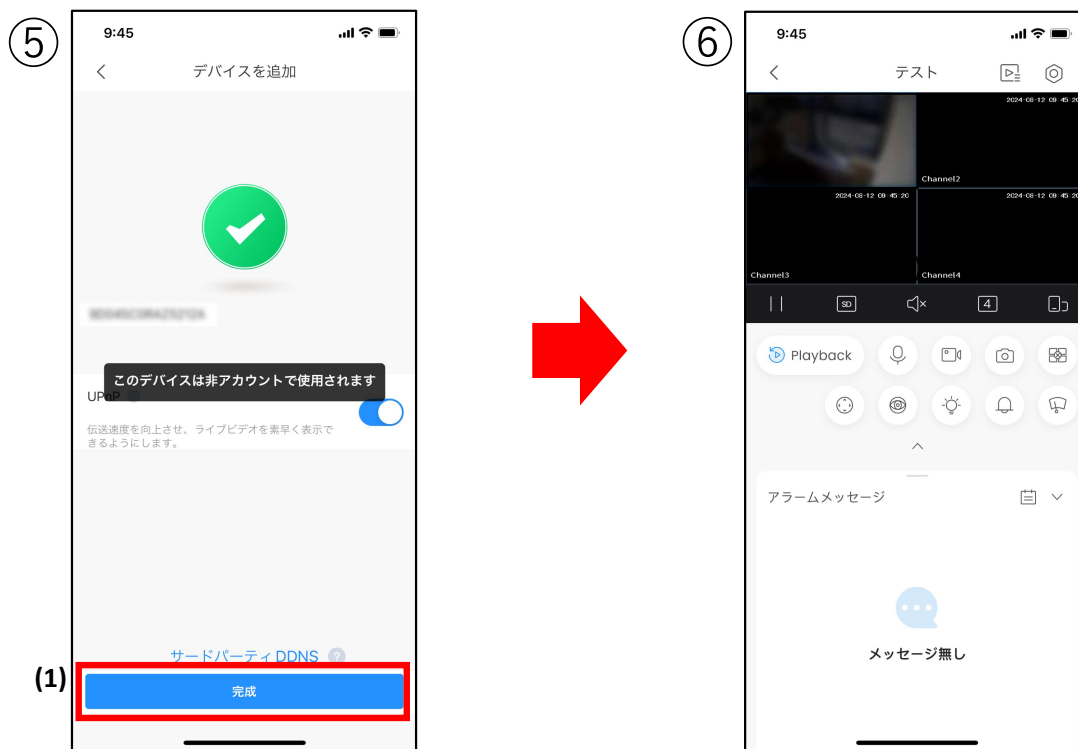 ⑤
9:45
デバイスを追加
このデバイスは非アカウントで使用されます
伝送速度を向上させ、ライブビデオを素早く表示で
きるようにします。
サードパーティDDNS ?
(1)
完成
⑥
9:45
テスト
2024-08-12 09 45 20
Channel2
2024-08-12 09 45 20
2024-08-12 09 45 20
Channel3
Channel4
SD
4
Playback
アラームメッセージ
メッセージ無し